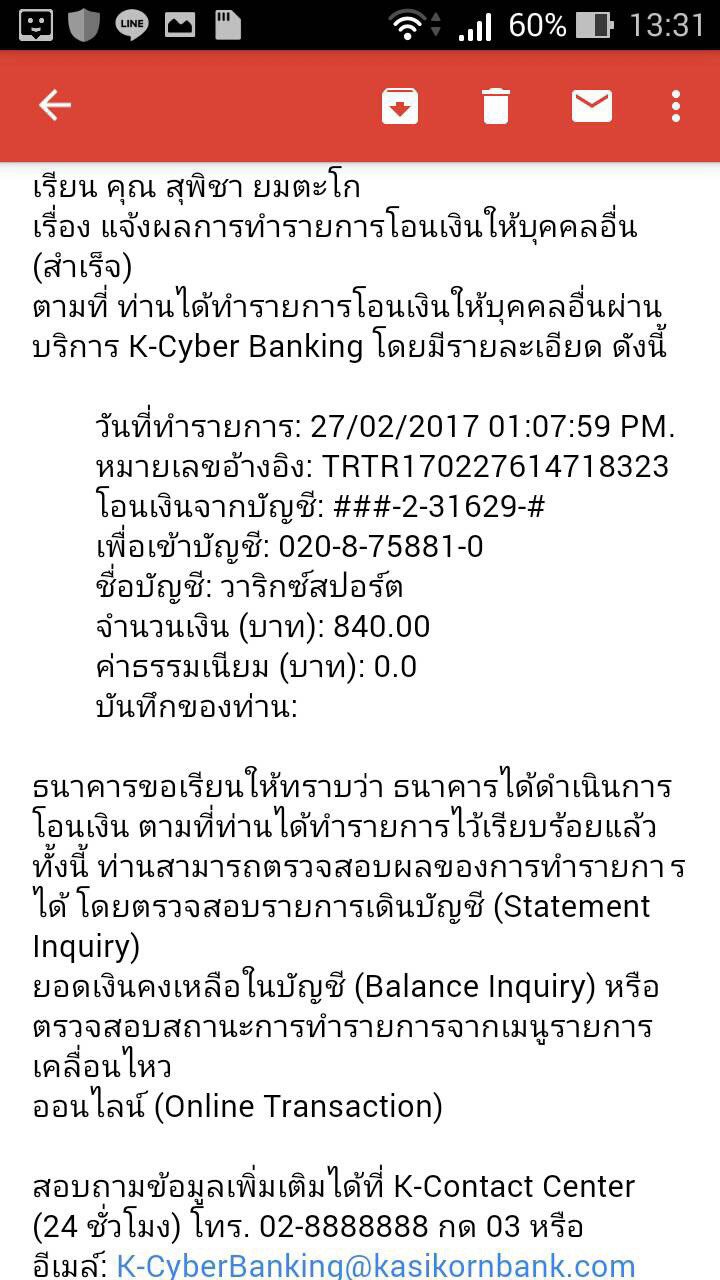 LINE 60% 13:31
เรียน คุณ สุพิชา ยมตะโก
เรื่อง แจ้งผลการทำรายการโอนเงินให้บุคคลอื่น
(สำเร็จ)
ตามที่ ท่านได้ทำรายการโอนเงินให้บุคคลอื่นผ่าน
บริการ K-Cyber Banking โดยมีรายละเอียด ดังนี้
วันที่ทำรายการ: 27/02/2017 01:07:59 PM.
หมายเลขอ้างอิง: TRTR170227614718323
โอนเงินจากบัญชี: ###-2-31629-#
เพื่อเข้าบัญชี: 020-8-75881-0
ชื่อบัญชี: วาริกซ์สปอร์ต
จำนวนเงิน (บาท): 840.00
ค่าธรรมเนียม (บาท): 0.0
บันทึกของท่าน:
ธนาคารขอเรียนให้ทราบว่า ธนาคารได้ดำเนินการ
โอนเงิน ตามที่ท่านได้ทำรายการไว้เรียบร้อยแล้ว
ทั้งนี้ ท่านสามารถตรวจสอบผลของการทำรายการ
ได้ โดยตรวจสอบรายการเดินบัญชี (Statement
Inquiry)
ยอดเงินคงเหลือในบัญชี (Balance Inquiry) หรือ
ตรวจสอบสถานะการทำรายการจากเมนูรายการ
เคลื่อนไหว
ออนไลน์ (Online Transaction)
สอบถามข้อมูลเพิ่มเติมได้ที่ K-Contact Center
(24 ชั่วโมง) โทร. 02-8888888 กด 03 หรือ
อีเมล์: K-CyberBanking@kasikornbank.com